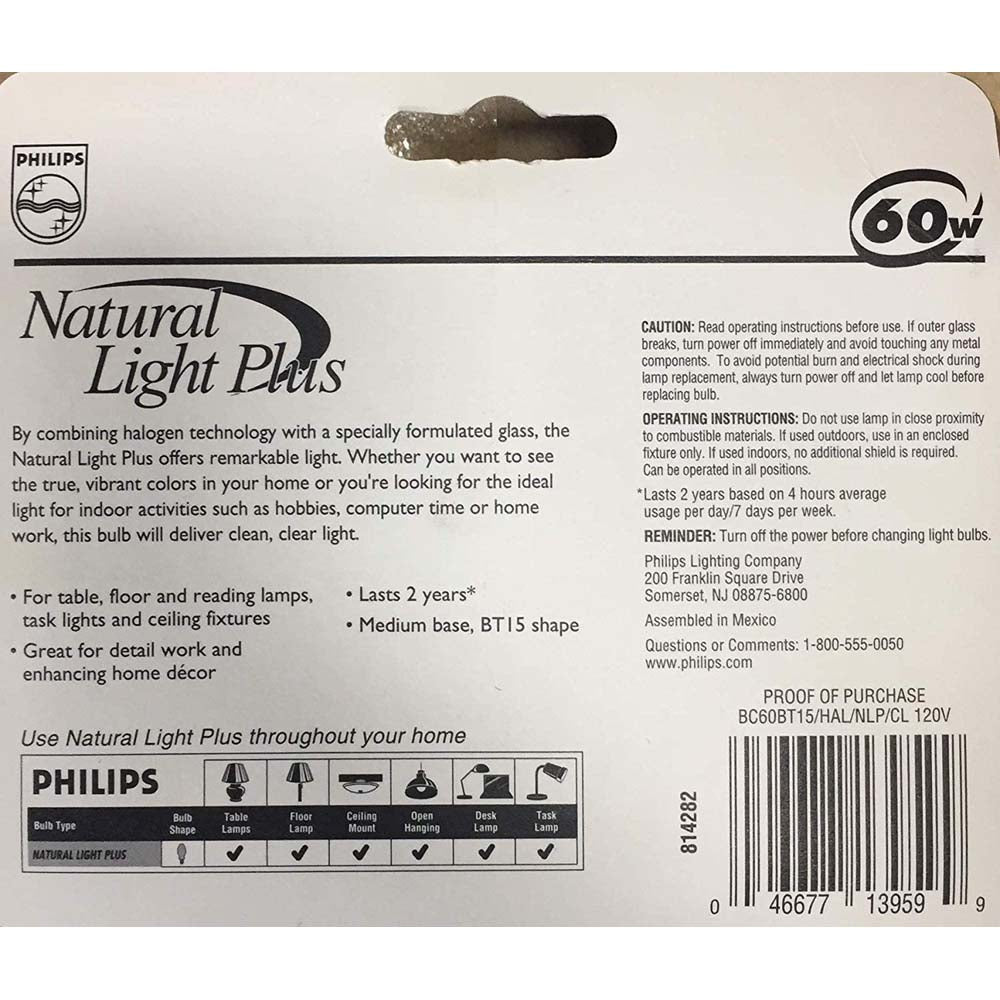 PHILIPS
60w
Natural
Light Plus
By combining halogen technology with a specially formulated glass, the
Natural Light Plus offers remarkable light. Whether you want to see
the true, vibrant colors in your home or you're looking for the ideal
light for indoor activities such as hobbies, computer time or home
work, this bulb will deliver clean, clear light.
• For table, floor and reading lamps,
task lights and ceiling fixtures
• Great for detail work and
enhancing home décor
• Lasts 2 years*
• Medium base, BT15 shape
Use Natural Light Plus throughout your home
PHILIPS
Bulb Type Bulb Shape Table Lamps Floor Lamp Ceiling Mount Open Hanging Desk Lamp Task Lamp
NATURAL LIGHT PLUS ✓ ✓ ✓ ✓ ✓ ✓
CAUTION: Read operating instructions before use. If outer glass
breaks, turn power off immediately and avoid touching any metal
components. To avoid potential burn and electrical shock during
lamp replacement, always turn power off and let lamp cool before
replacing bulb.
OPERATING INSTRUCTIONS: Do not use lamp in close proximity
to combustible materials. If used outdoors, use in an enclosed
fixture only. If used indoors, no additional shield is required.
Can be operated in all positions.
*Lasts 2 years based on 4 hours average
usage per day/7 days per week.
REMINDER: Turn off the power before changing light bulbs.
Philips Lighting Company
200 Franklin Square Drive
Somerset, NJ 08875-6800
Assembled in Mexico
Questions or Comments: 1-800-555-0050
www.philips.com
PROOF OF PURCHASE
BC60BT15/HAL/NLP/CL 120V
814282
0 46677 13959 9